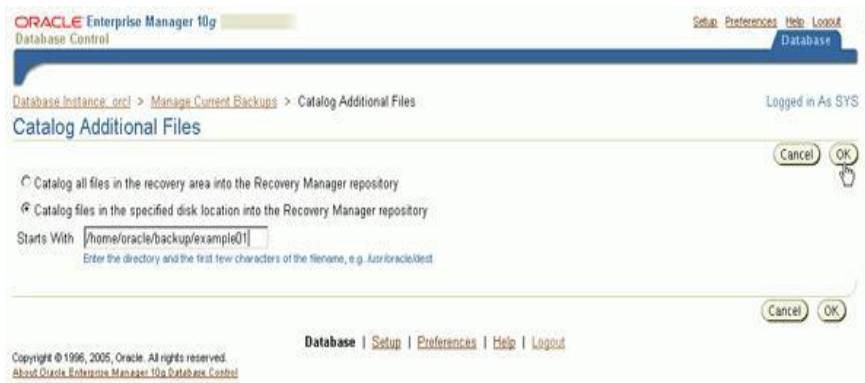 ORACLE Enterprise Manager 10g
Database Control
Setup Preferences Help Logout
Database
Database Instance: orcl > Manage Current Backups > Catalog Additional Files
Logged in As SYS
Catalog Additional Files
Cancel OK
Catalog all files in the recovery area into the Recovery Manager repository
Catalog files in the specified disk location into the Recovery Manager repository
Starts With /home/oracle/backup/example01
Enter the directory and the first few characters of the filename, e.g. /usr/oracle/dest
Cancel OK
Database | Setup | Preferences | Help | Logout
Copyright © 1996, 2005, Oracle. All rights reserved.
About Oracle Enterprise Manager 10g Database Control